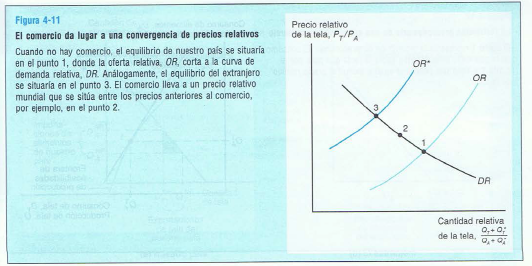 Figura 4-11
El comercio da lugar a una convergencia de precios relativos
Cuando no hay comercio, el equilibrio de nuestro país se situaría
en el punto 1, donde la oferta relativa, OR, corta a la curva de
demanda relativa, DR. Análogamente, el equilibrio del extranjero
se situaría en el punto 3. El comercio lleva a un precio relativo
mundial que se sitúa entre los precios anteriores al comercio,
por ejemplo, en el punto 2.
Precio relativo
de la tela, P_T/P_A
OR*
OR
3
2
1
DR
Cantidad relativa
de la tela, Q_T + Q_T* / Q_A + Q_A*